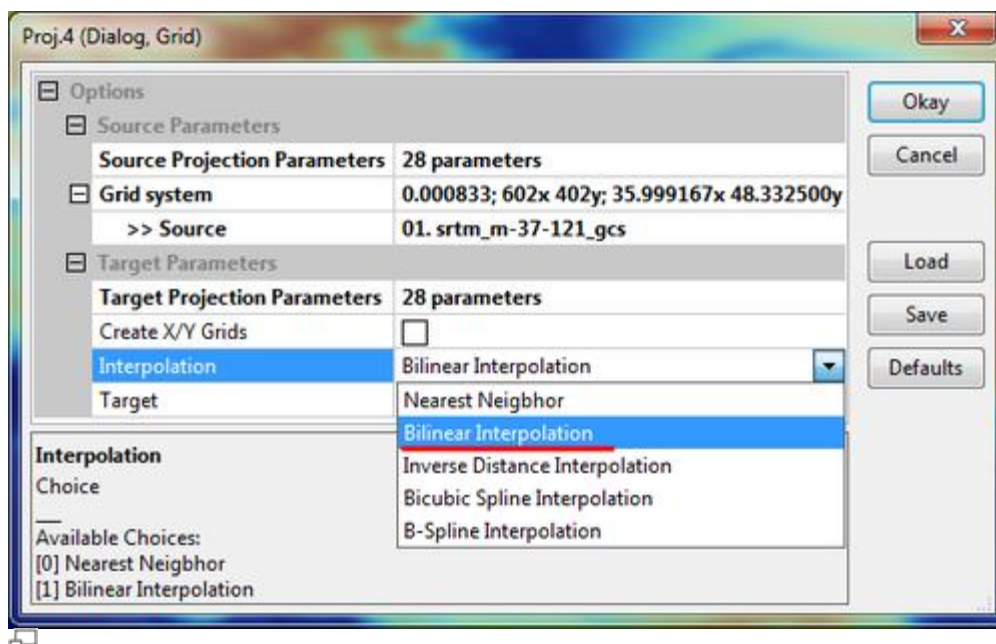 Proj.4 (Dialog, Grid)
Options
Source Parameters
Source Projection Parameters 28 parameters
Grid system 0.000833; 602x 402y; 35.999167x 48.332500y
>> Source 01. srtm_m-37-121_gcs
Target Parameters
Target Projection Parameters 28 parameters
Create X/Y Grids
Interpolation Bilinear Interpolation
Target
Nearest Neigbhor
Bilinear Interpolation
Inverse Distance Interpolation
Bicubic Spline Interpolation
B-Spline Interpolation
Interpolation
Choice
__
Available Choices:
[0] Nearest Neigbhor
[1] Bilinear Interpolation
Okay
Cancel
Load
Save
Defaults